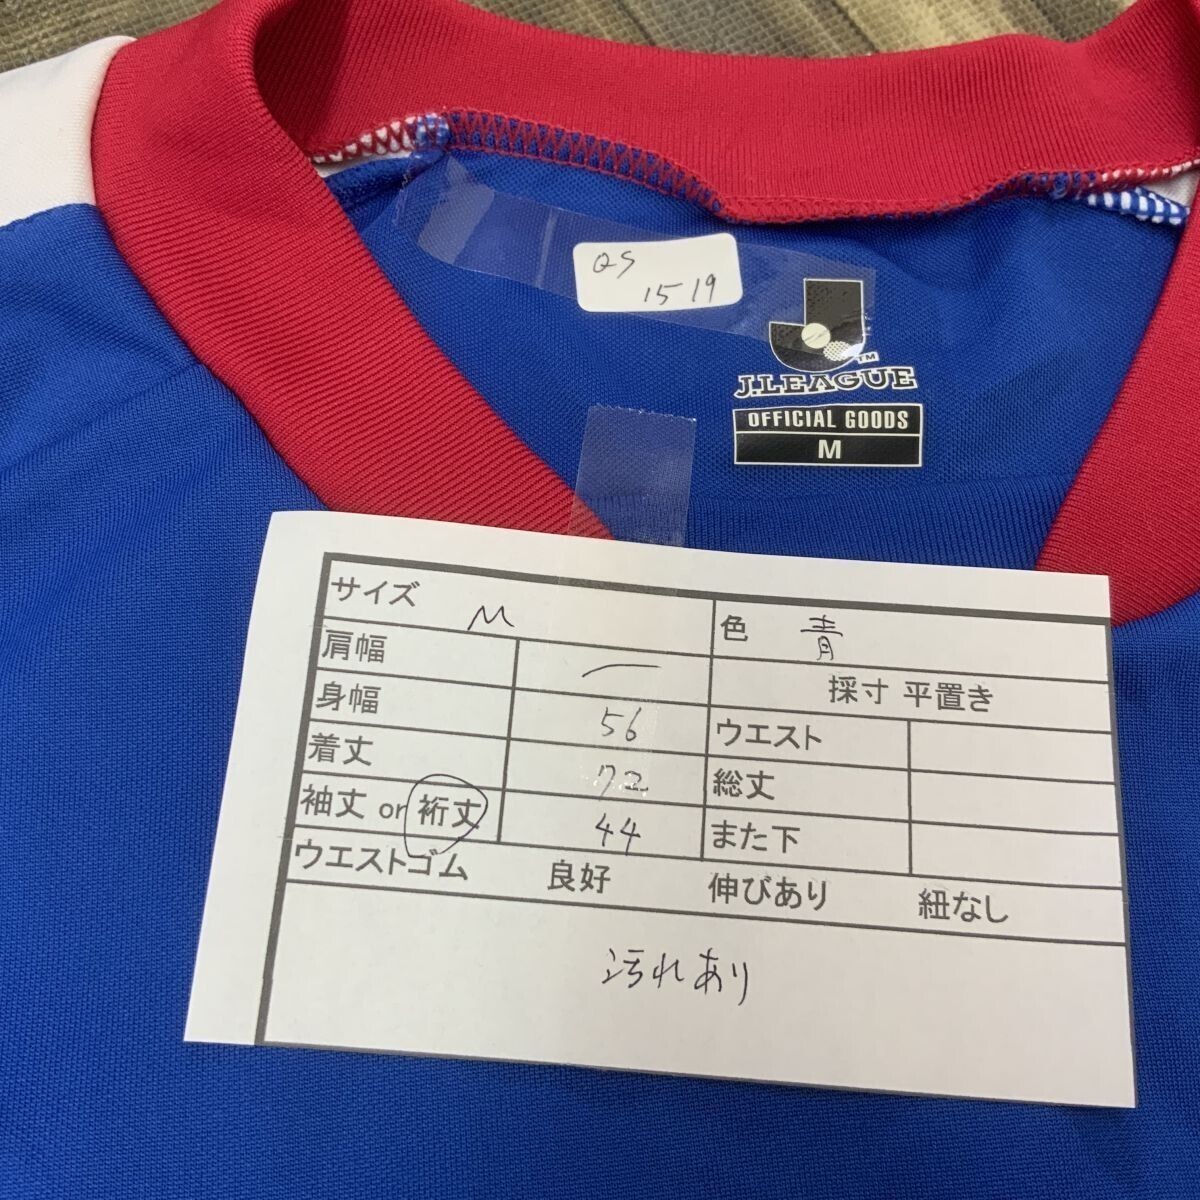 QS
1519
TM
J.LEAGUE
OFFICIAL GOODS
M
サイズ M
色 青
肩幅 ー
採寸 平置き
身幅 56
ウエスト
着丈 72
総丈
袖丈 or 裄丈 44
また下
ウエストゴム 良好 伸びあり 紐なし
汚れあり